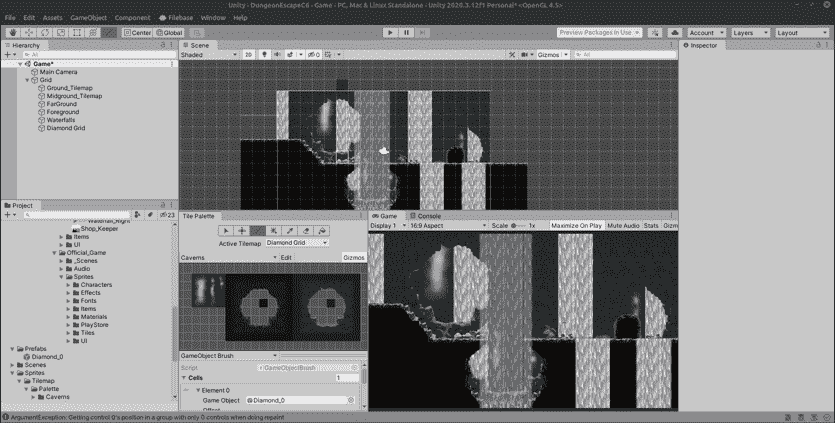 Unity - DungeonEscapeC6 - Game - PC, Mac & Linux Standalone - Unity 2020.3.12f1 Personal* <OpenGL 4.5>
File Edit Assets GameObject Component Filebase Window Help
Center Global Preview Packages in Use Account Layers Layout
Hierarchy
All
Game*
Main Camera
Grid
Ground_Tilemap
Midground_Tilemap
FarGround
Foreground
Waterfalls
Diamond Grid
Scene
Shaded 2D 0 Gizmos All
Inspector
Project
23
Waterfall_Right
Shop_Keeper
Items
UI
Official_Game
_Scenes
Audio
Sprites
Characters
Effects
Fonts
Items
Materials
PlayStore
Tiles
UI
Prefabs
Diamond_0
Scenes
Sprites
Tilemap
Palette
Caverns
Tile Palette
Active Tilemap Diamond Grid
Caverns Edit Gizmos
GameObject Brush
Script GameObjectBrush
Cells 1
Element 0
Game Object Diamond_0
Game Console
Display 1 16:9 Aspect Scale 1x Maximize On Play Mute Audio Stats Gizm
ArgumentException: Getting control 0's position in a group with only 0 controls when doing repaint